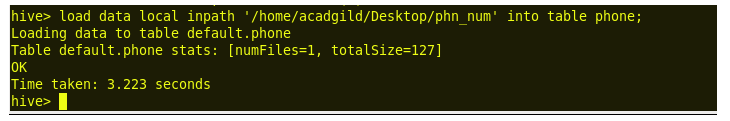 hive> load data local inpath '/home/acadgild/Desktop/phn_num' into table phone;
Loading data to table default.phone
Table default.phone stats: [numFiles=1, totalSize=127]
OK
Time taken: 3.223 seconds
hive>